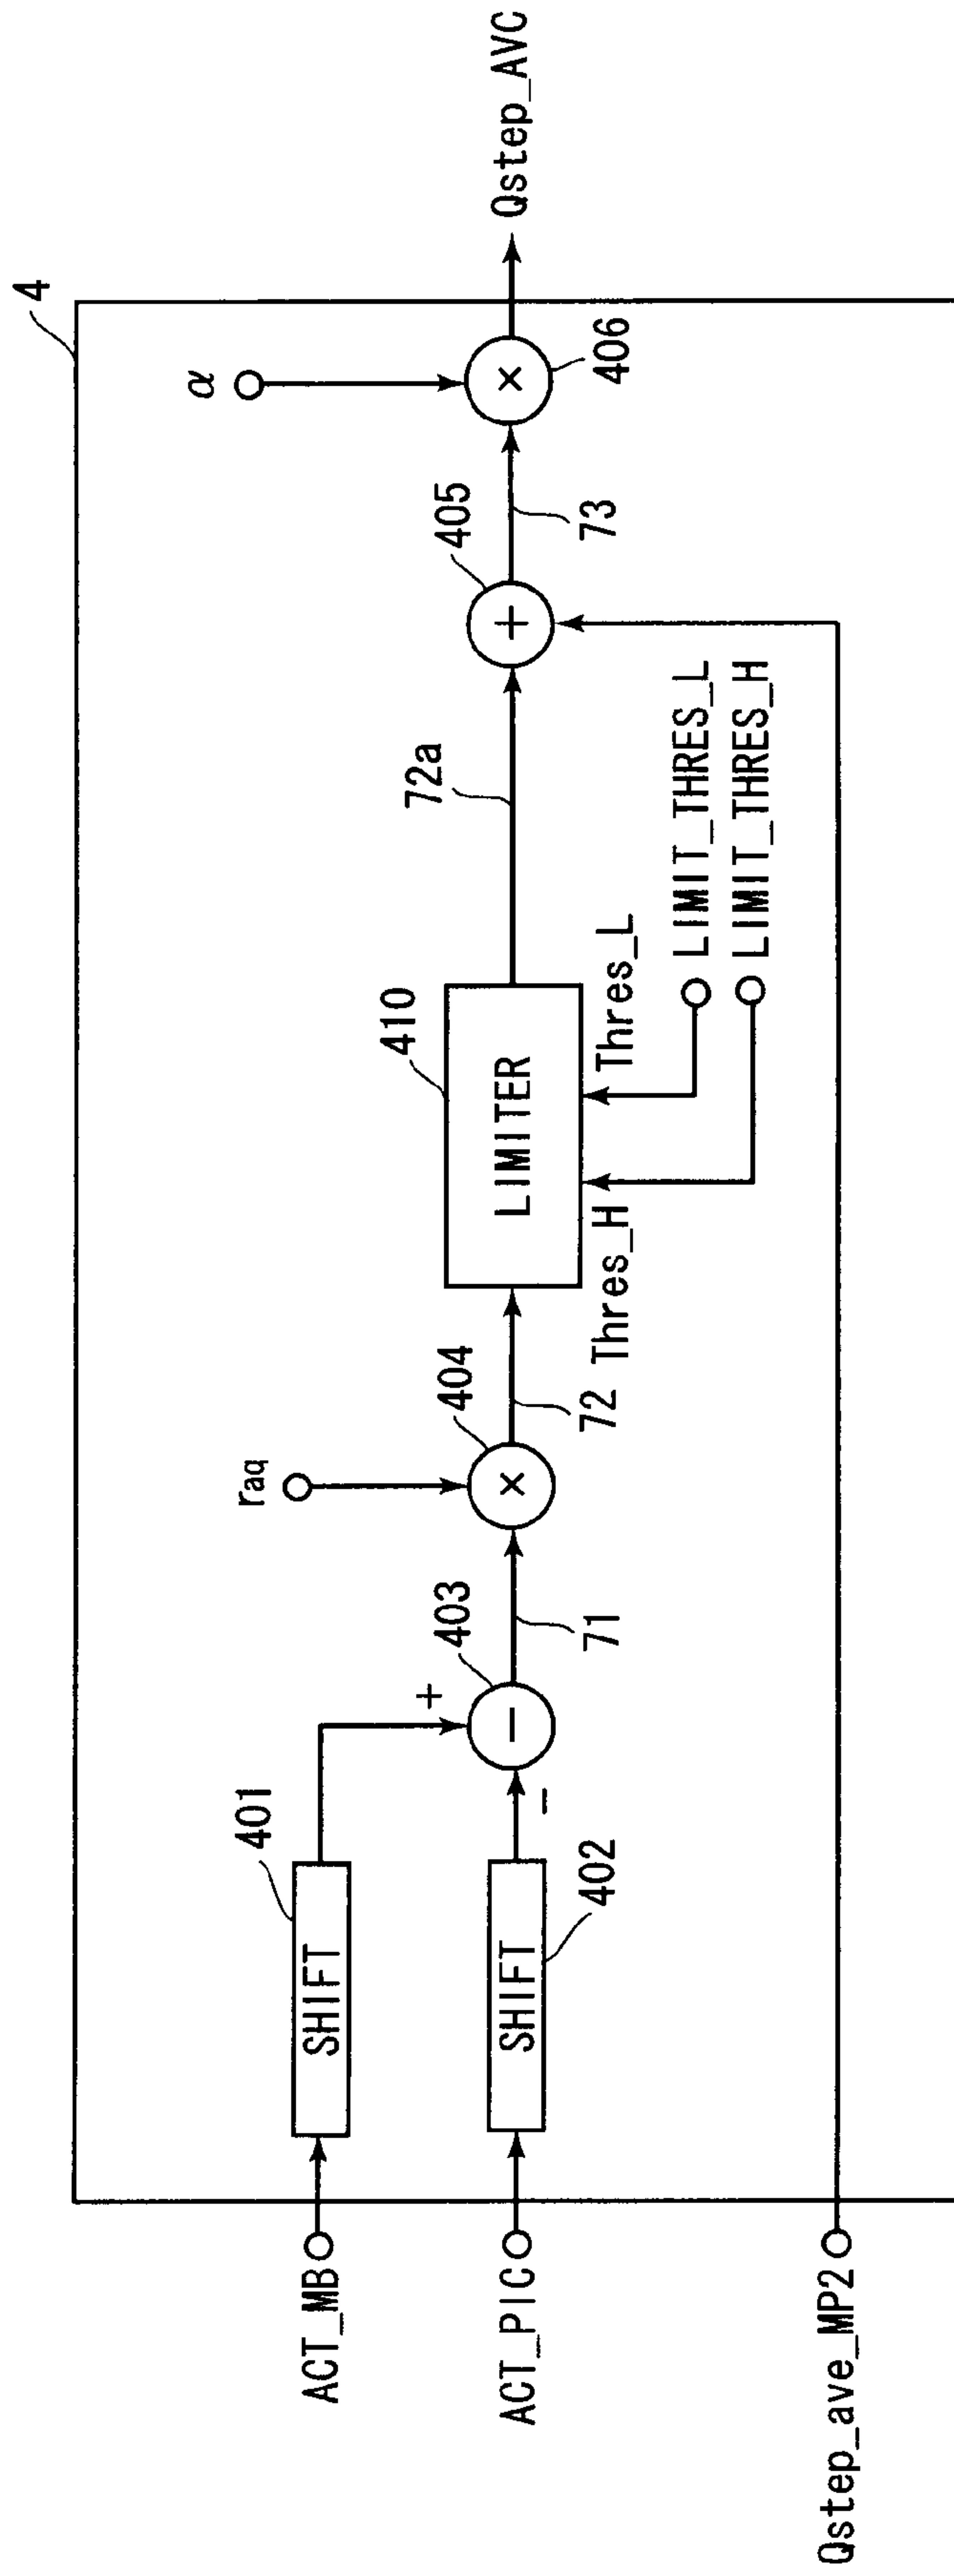 4
α
Qstep_AVC
406
405
73
72a
410
LIMITER
Thres_L
LIMIT_THRES_L
LIMIT_THRES_H
Thres_H
raq
404
72
×
×
+
403
+
−
−
71
401
SHIFT
402
SHIFT
ACT_MB
ACT_PIC
Qstep_ave_MP2